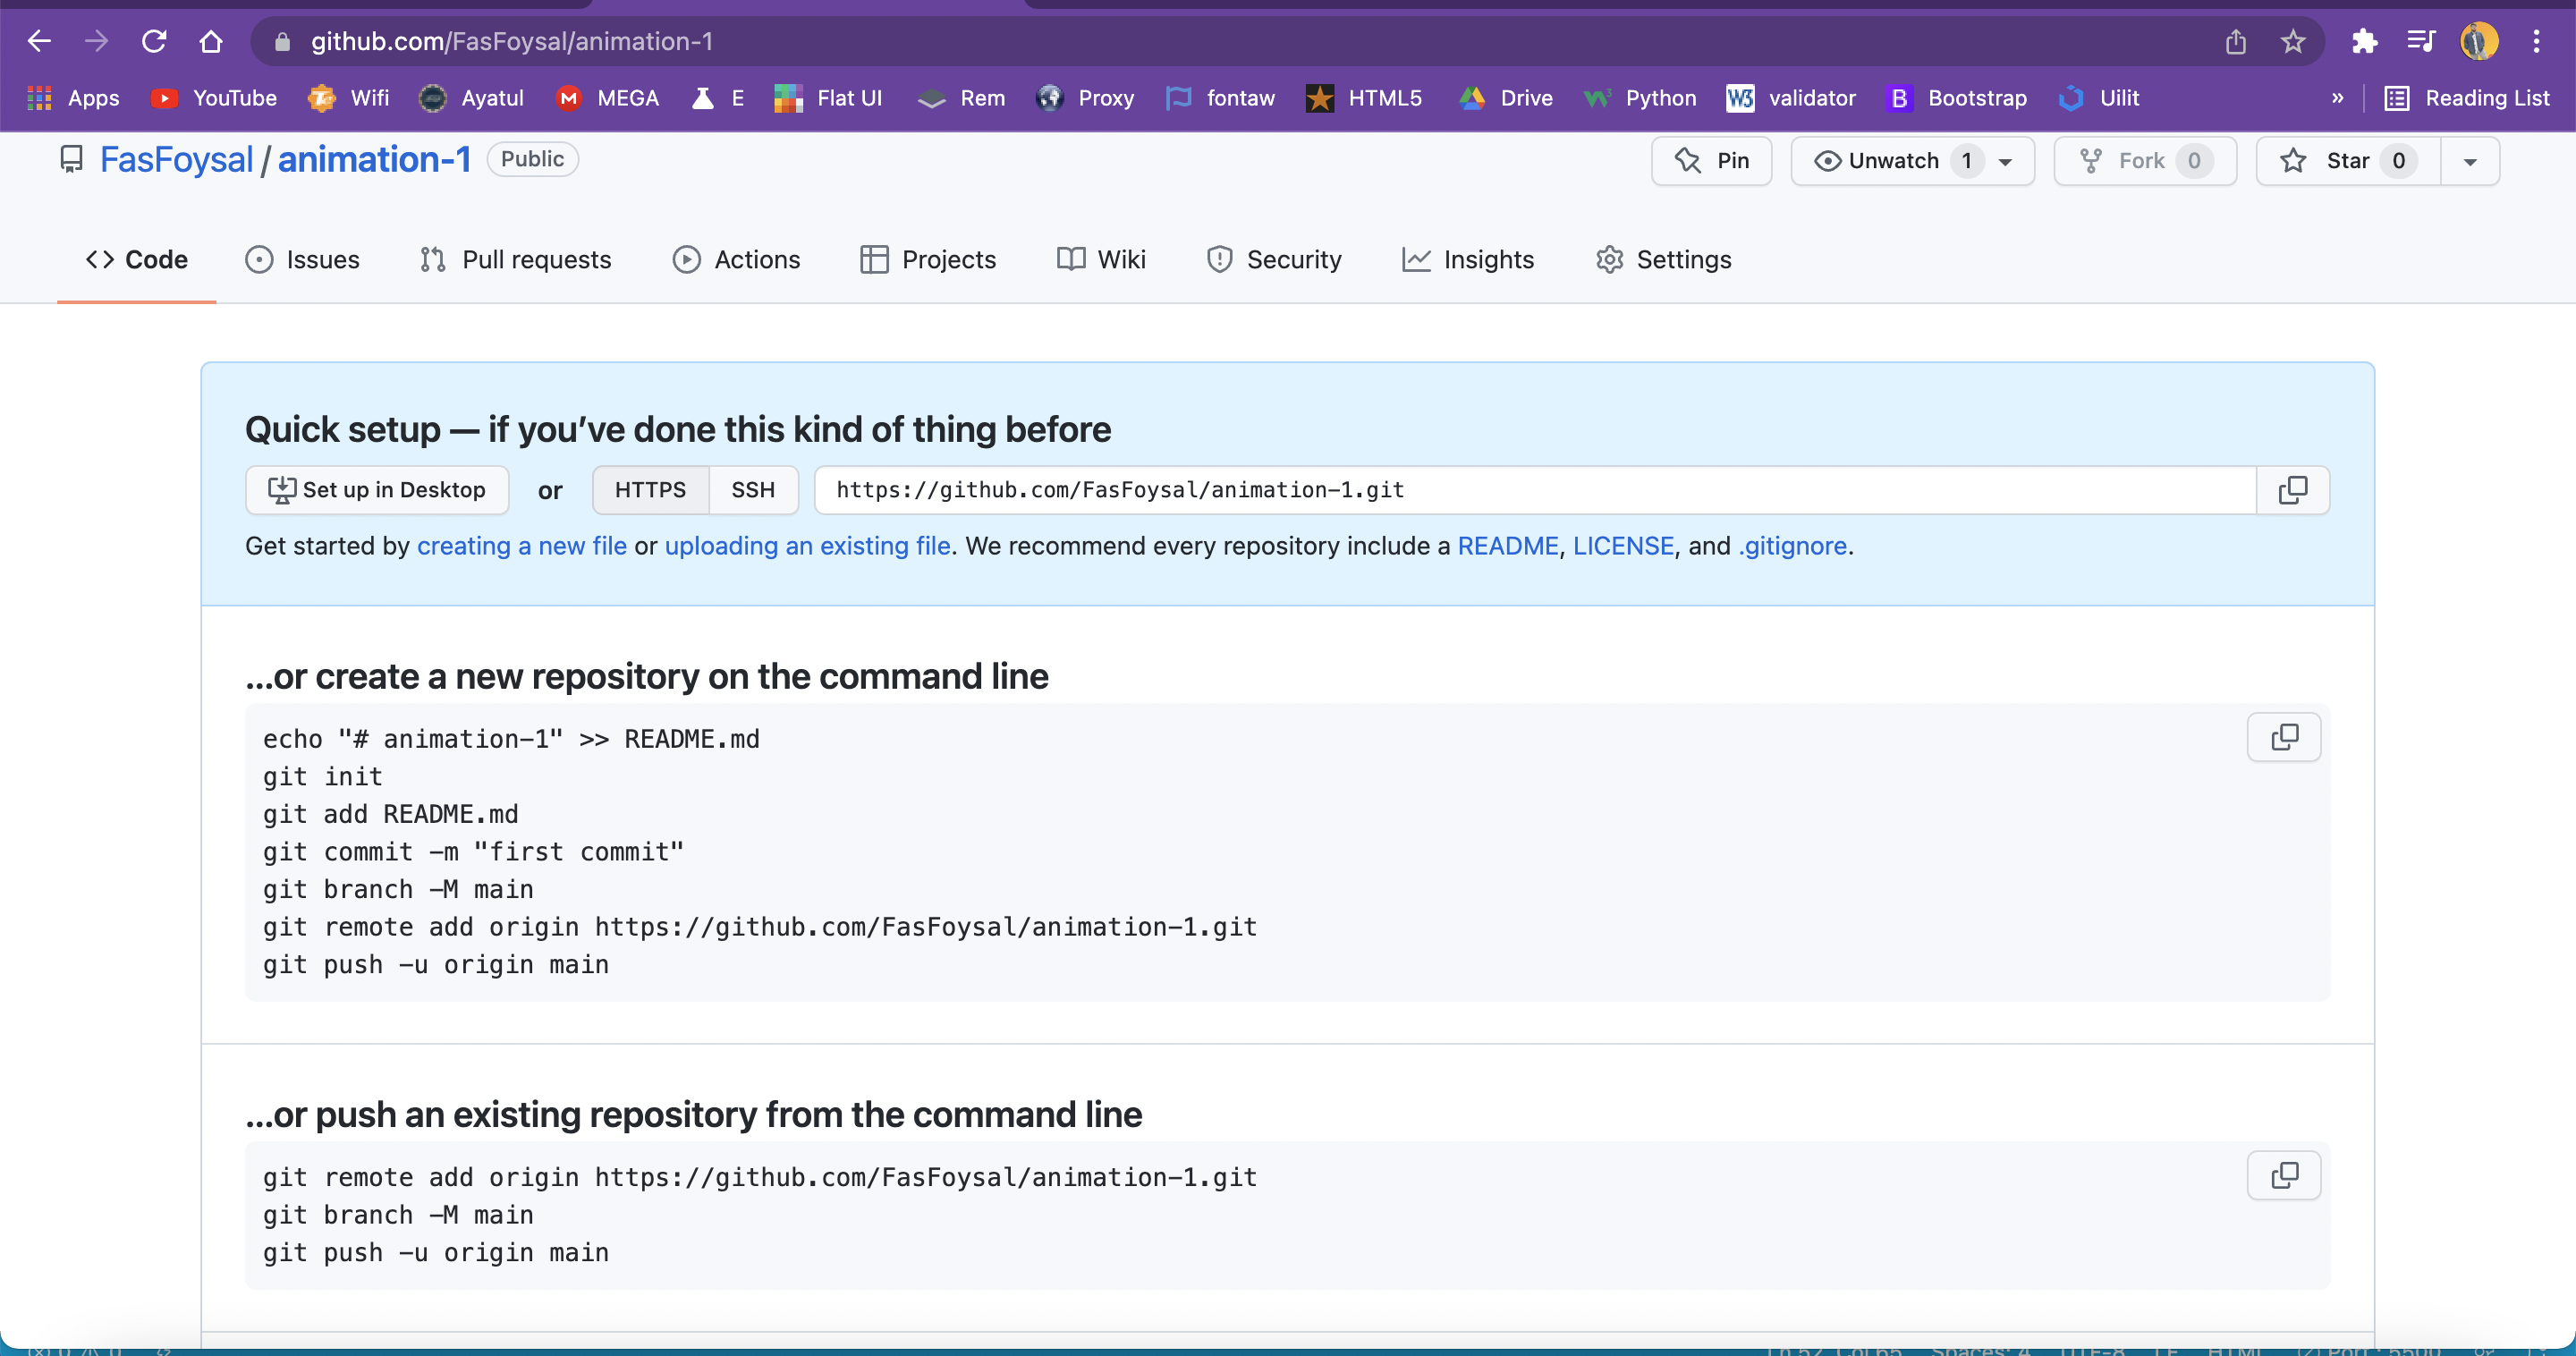 github.com/FasFoysal/animation-1
Apps YouTube Wifi Ayatul MEGA E Flat UI Rem Proxy fontaw HTML5 Drive Python validator Bootstrap Uilit » Reading List
FasFoysal / animation-1 Public Pin Unwatch 1 Fork 0 Star 0
Code Issues Pull requests Actions Projects Wiki Security Insights Settings
Quick setup — if you’ve done this kind of thing before
Set up in Desktop or HTTPS SSH https://github.com/FasFoysal/animation-1.git
Get started by creating a new file or uploading an existing file. We recommend every repository include a README, LICENSE, and .gitignore.
…or create a new repository on the command line
echo "# animation-1" >> README.md
git init
git add README.md
git commit -m "first commit"
git branch -M main
git remote add origin https://github.com/FasFoysal/animation-1.git
git push -u origin main
…or push an existing repository from the command line
git remote add origin https://github.com/FasFoysal/animation-1.git
git branch -M main
git push -u origin main